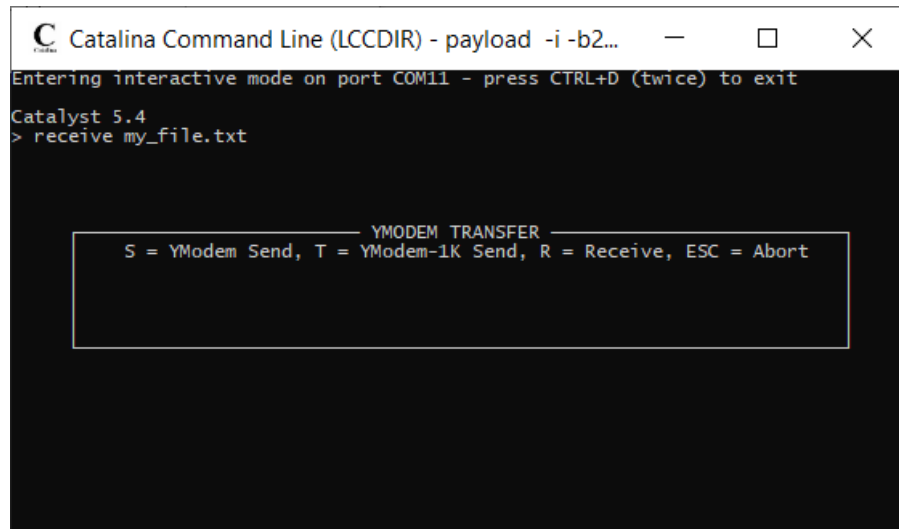 C Catalina Command Line (LCCDIR) - payload -i -b2...
Catalina
Entering interactive mode on port COM11 - press CTRL+D (twice) to exit
Catalyst 5.4
> receive my_file.txt
YMODEM TRANSFER
S = YModem Send, T = YModem-1K Send, R = Receive, ESC = Abort